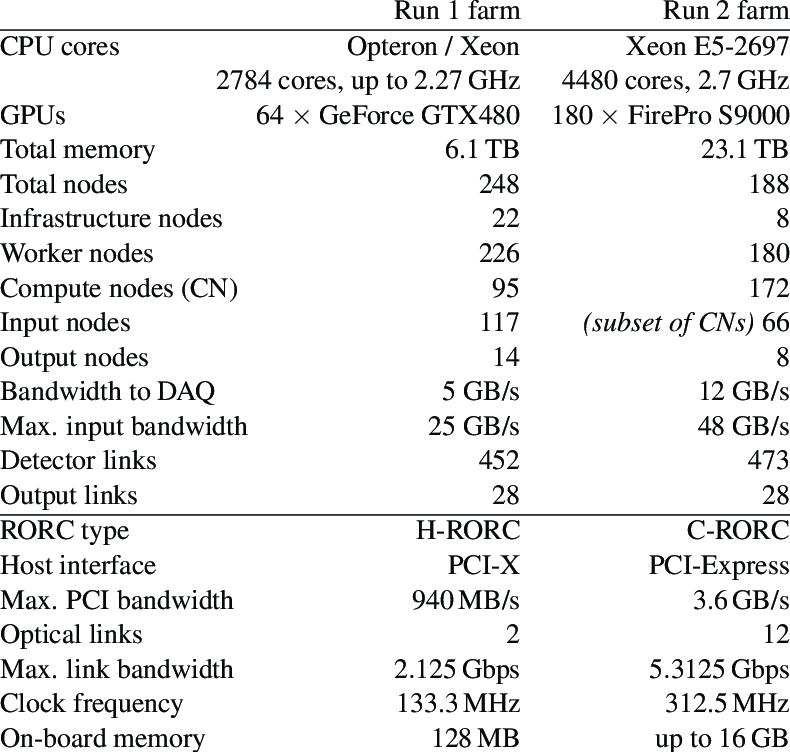 Run 1 farm Run 2 farm
CPU cores Opteron / Xeon Xeon E5-2697
2784 cores, up to 2.27 GHz 4480 cores, 2.7 GHz
GPUs 64 × GeForce GTX480 180 × FirePro S9000
Total memory 6.1 TB 23.1 TB
Total nodes 248 188
Infrastructure nodes 22 8
Worker nodes 226 180
Compute nodes (CN) 95 172
Input nodes 117 (subset of CNs) 66
Output nodes 14 8
Bandwidth to DAQ 5 GB/s 12 GB/s
Max. input bandwidth 25 GB/s 48 GB/s
Detector links 452 473
Output links 28 28
RORC type H-RORC C-RORC
Host interface PCI-X PCI-Express
Max. PCI bandwidth 940 MB/s 3.6 GB/s
Optical links 2 12
Max. link bandwidth 2.125 Gbps 5.3125 Gbps
Clock frequency 133.3 MHz 312.5 MHz
On-board memory 128 MB up to 16 GB